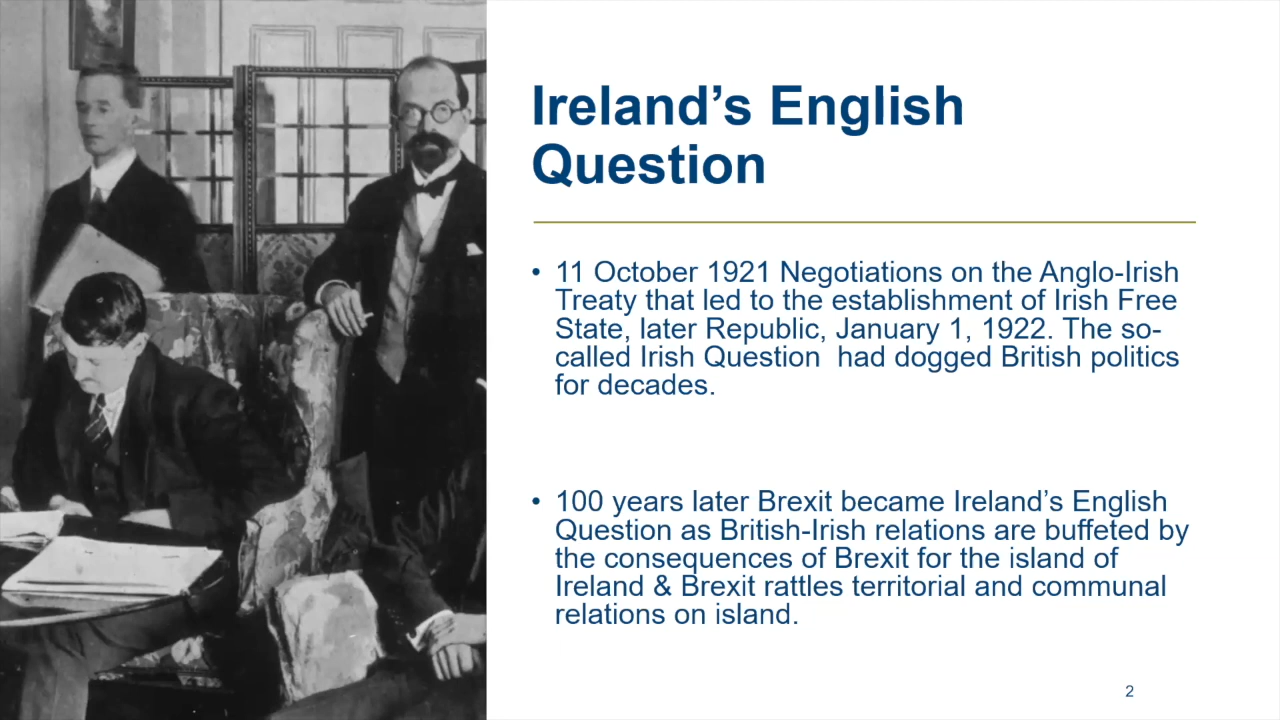 Ireland’s English
Question
• 11 October 1921 Negotiations on the Anglo-Irish
Treaty that led to the establishment of Irish Free
State, later Republic, January 1, 1922. The so-
called Irish Question  had dogged British politics
for decades.
• 100 years later Brexit became Ireland’s English
Question as British-Irish relations are buffeted by
the consequences of Brexit for the island of
Ireland & Brexit rattles territorial and communal
relations on island.
2